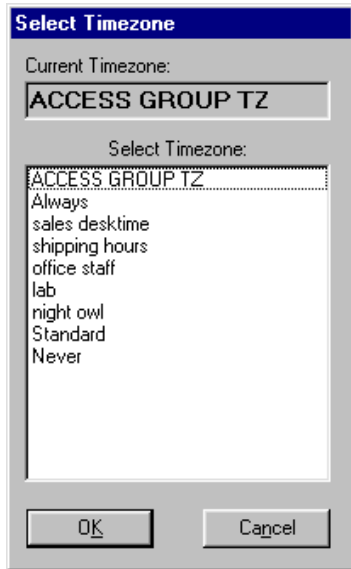 Select Timezone
Current Timezone:
ACCESS GROUP TZ
Select Timezone:
ACCESS GROUP TZ
Always
sales desktime
shipping hours
office staff
lab
night owl
Standard
Never
OK
Cancel